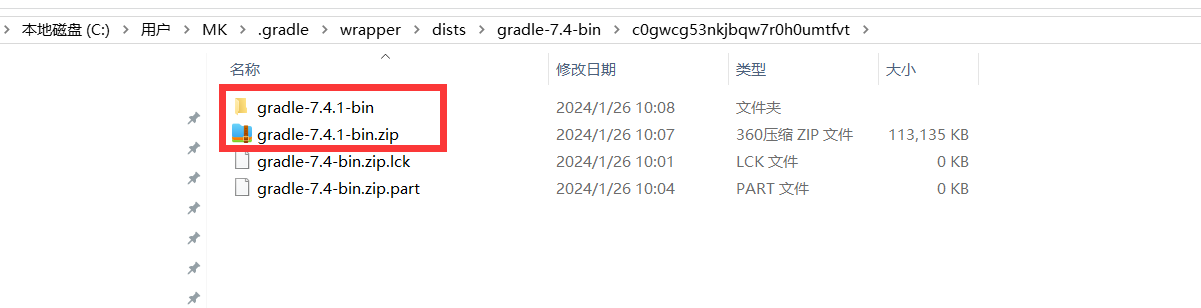 本地磁盘 (C:) > 用户 > MK > .gradle > wrapper > dists > gradle-7.4-bin > c0gwcg53nkjbqw7r0h0umtfvt >
名称 修改日期 类型 大小
gradle-7.4.1-bin 2024/1/26 10:08 文件夹
gradle-7.4.1-bin.zip 2024/1/26 10:07 360压缩 ZIP 文件 113,135 KB
gradle-7.4-bin.zip.lck 2024/1/26 10:01 LCK 文件 0 KB
gradle-7.4-bin.zip.part 2024/1/26 10:04 PART 文件 0 KB